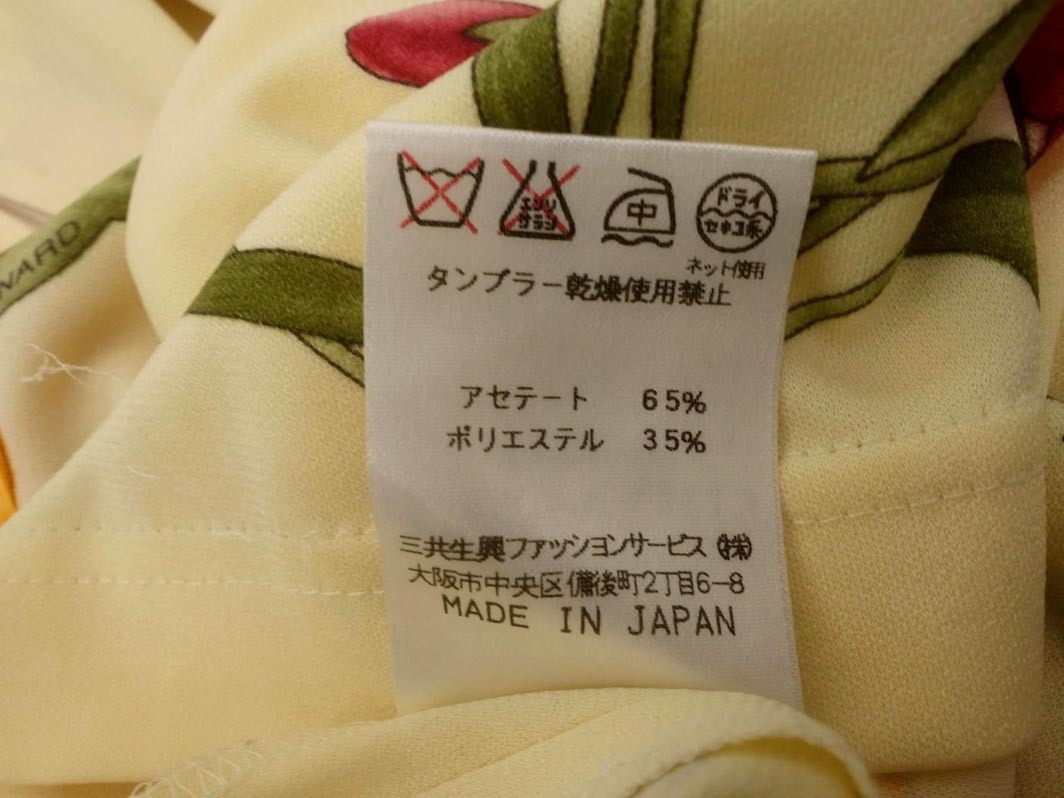 エンソ サラシ 中 ドライ セキユ系
ネット使用
タンブラー乾燥使用禁止
アセテート 65%
ポリエステル 35%
三共生興ファッションサービス(株)
大阪市中央区備後町2丁目6-8
MADE IN JAPAN
WARD